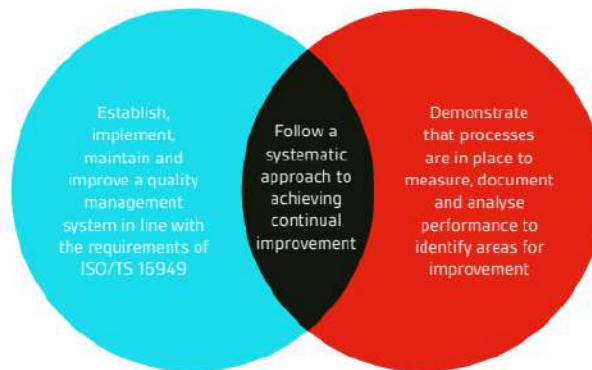 Establish,
implement,
maintain and
improve a quality
management
system in line with
the requirements of
ISO/TS 16949
Follow a
systematic
approach to
achieving
continual
improvement
Demonstrate
that processes
are in place to
measure, document
and analyse
performance to
identify areas for
improvement